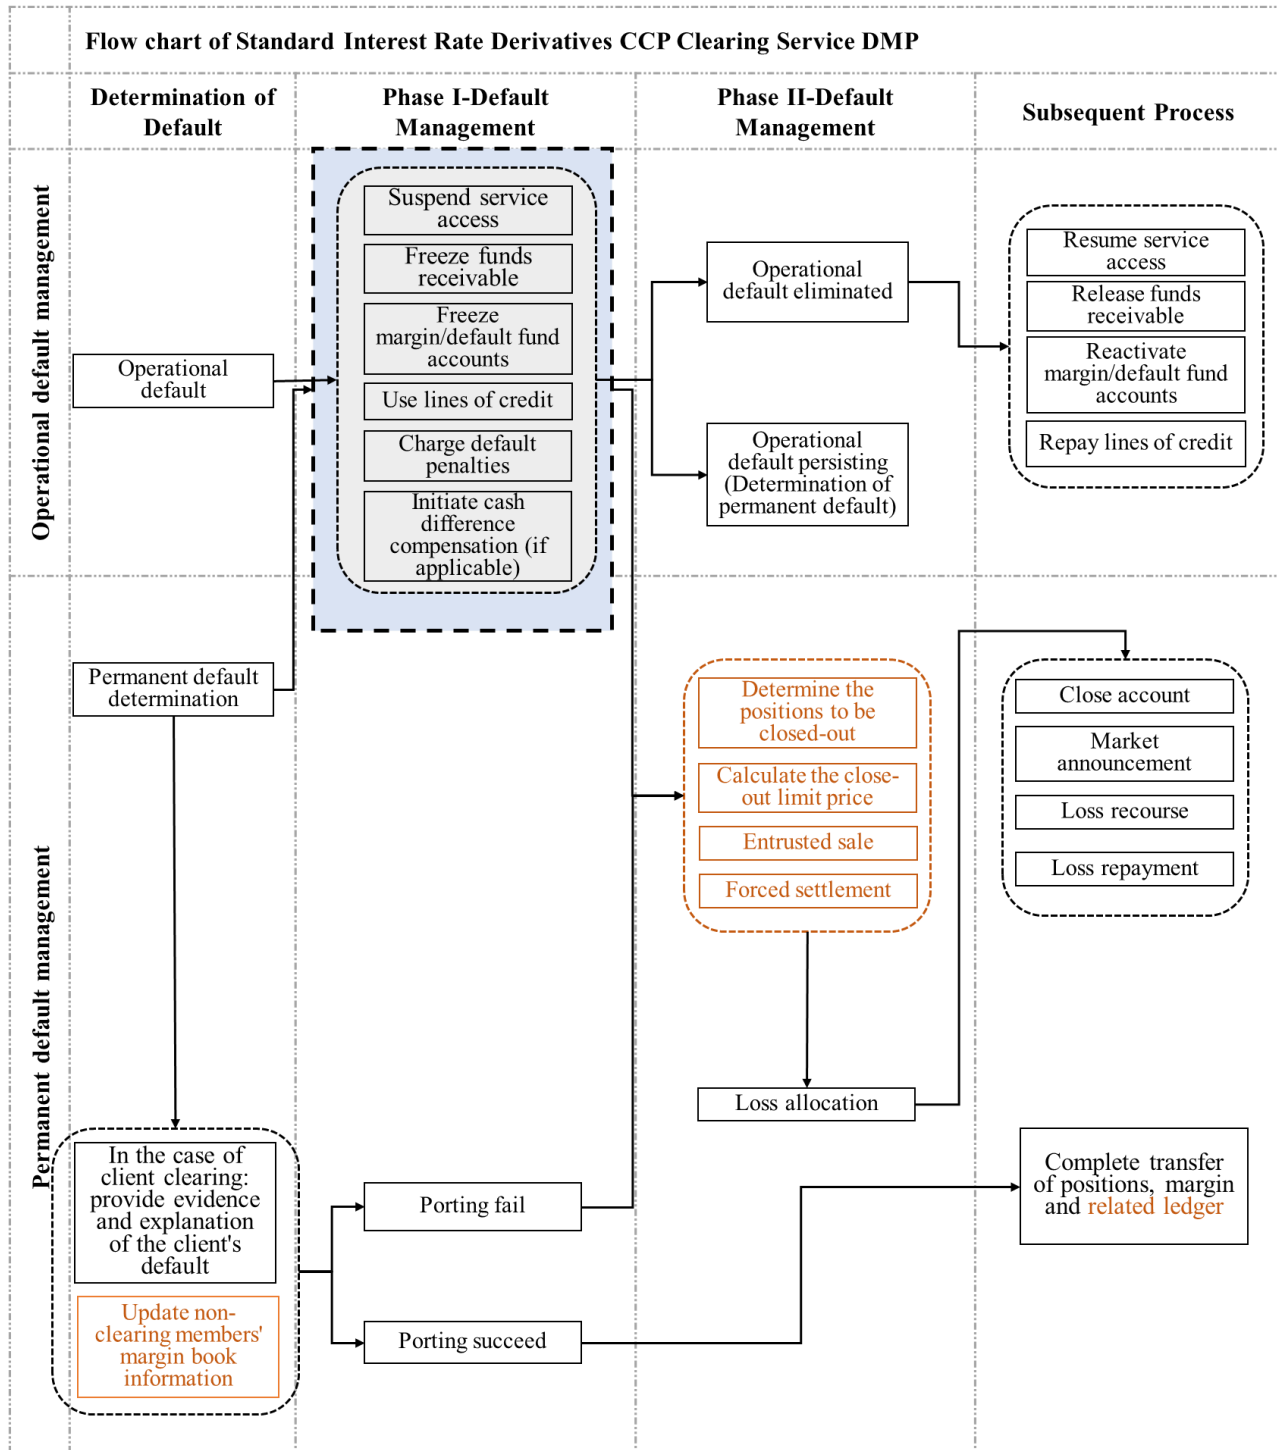 Flow chart of Standard Interest Rate Derivatives CCP Clearing Service DMP
Determination of
Default
Phase I-Default
Management
Phase II-Default
Management
Subsequent Process
Operational default management
Operational
default
Suspend service
access
Freeze funds
receivable
Freeze
margin/default fund
accounts
Use lines of credit
Charge default
penalties
Initiate cash
difference
compensation (if
applicable)
Operational
default eliminated
Operational
default persisting
(Determination of
permanent default)
Resume service
access
Release funds
receivable
Reactivate
margin/default fund
accounts
Repay lines of credit
Permanent default management
Permanent default
determination
Determine the
positions to be
closed-out
Calculate the close-
out limit price
Entrusted sale
Forced settlement
Close account
Market
announcement
Loss recourse
Loss repayment
Loss allocation
In the case of
client clearing:
provide evidence
and explanation
of the client's
default
Update non-
clearing members'
margin book
information
Porting fail
Porting succeed
Complete transfer
of positions, margin
and related ledger